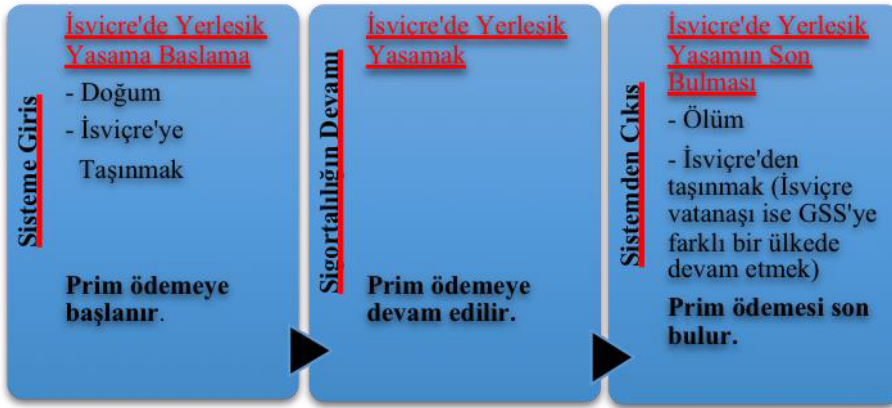 Sisteme Giris
İsviçre'de Yerlesik
Yasama Baslama
- Doğum
- İsviçre'ye
Taşınmak
Prim ödemeye
başlanır.
Sigortalılığın Devamı
İsviçre'de Yerlesik
Yasamak
Prim ödemeye
devam edilir.
Sistemden Cıkıs
İsviçre'de Yerlesik
Yasamın Son
Bulması
- Ölüm
- İsviçre'den
taşınmak (İsviçre
vatanaşı ise GSS'ye
farklı bir ülkede
devam etmek)
Prim ödemesi son
bulur.